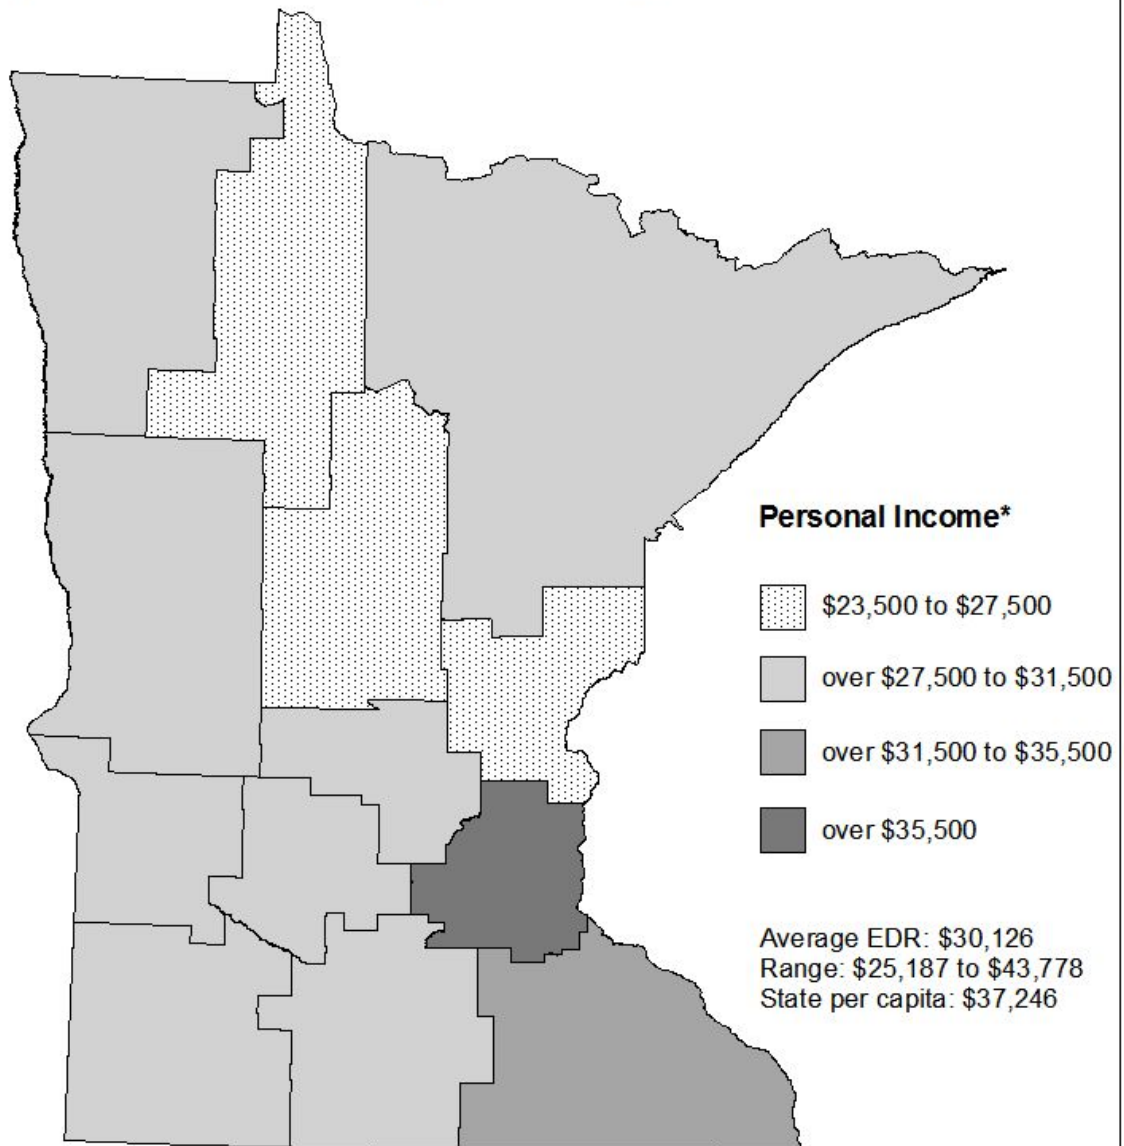 Personal Income*
$23,500 to $27,500
over $27,500 to $31,500
over $31,500 to $35,500
over $35,500
Average EDR: $30,126
Range: $25,187 to $43,778
State per capita: $37,246